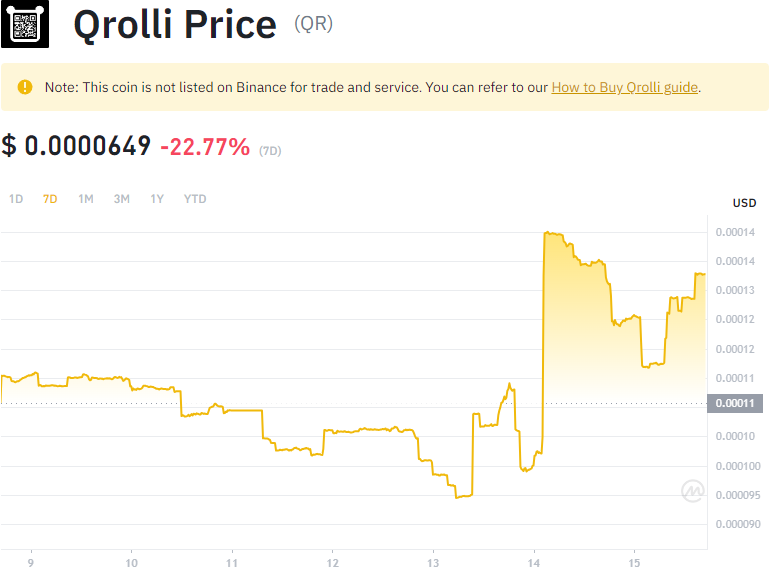 Qrolli Price (QR)
Note: This coin is not listed on Binance for trade and service. You can refer to our How to Buy Qrolli guide.
$ 0.0000649 -22.77% (7D)
1D 7D 1M 3M 1Y YTD
USD
0.00014
0.00014
0.00013
0.00012
0.00012
0.00011
0.00011
0.00010
0.000100
0.000095
0.000090
9 10 11 12 13 14 15